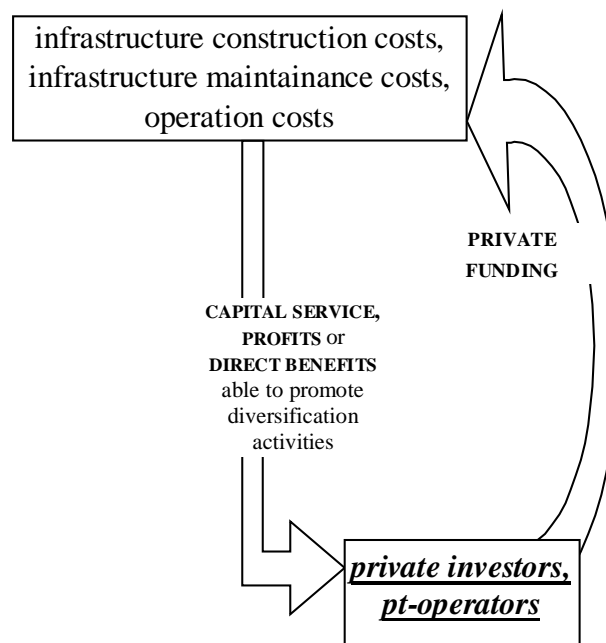 infrastructure construction costs,
infrastructure maintainance costs,
operation costs
PRIVATE
FUNDING
CAPITAL SERVICE,
PROFITS or
DIRECT BENEFITS
able to promote
diversification
activities
private investors,
pt-operators